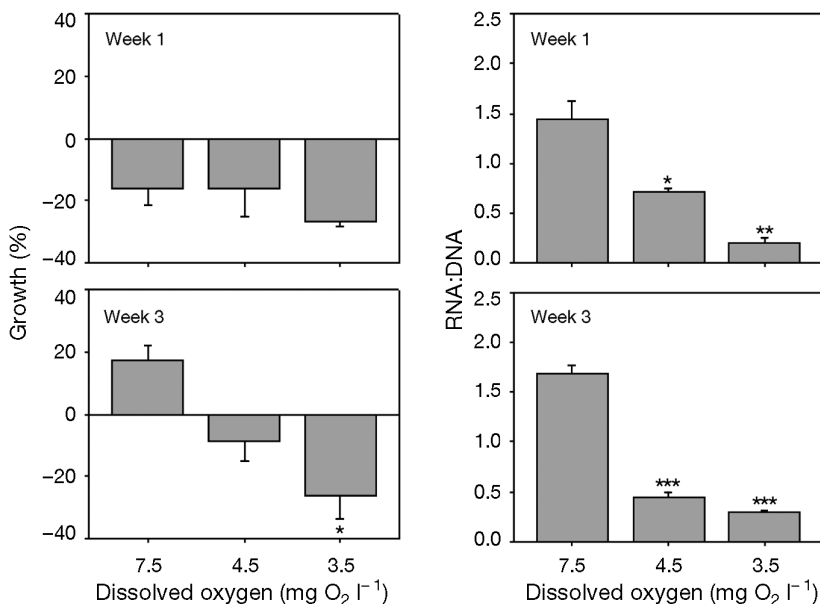 40
20
0
−20
−40
Week 1
40
20
0
−20
−40
Week 3
*
Growth (%)
7.5 4.5 3.5
Dissolved oxygen (mg O₂ l⁻¹)
2.5
2.0
1.5
1.0
0.5
0.0
Week 1
*
**
2.5
2.0
1.5
1.0
0.5
0.0
Week 3
***
***
RNA:DNA
7.5 4.5 3.5
Dissolved oxygen (mg O₂ l⁻¹)